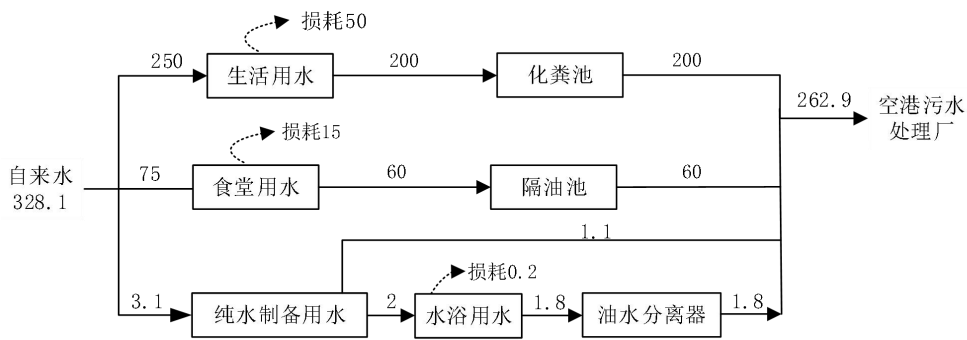 损耗50
250
生活用水
200
化粪池
200
262.9
空港污水
处理厂
损耗15
自来水
328.1
75
食堂用水
60
隔油池
60
1.1
损耗0.2
3.1
纯水制备用水
2
水浴用水
1.8
油水分离器
1.8